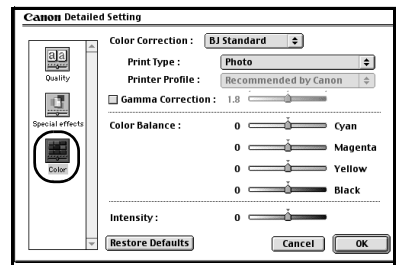 Canon Detailed Setting
Quality
Special effects
Color
Color Correction : BJ Standard
Print Type : Photo
Printer Profile : Recommended by Canon
Gamma Correction : 1.8
Color Balance : 0 Cyan
0 Magenta
0 Yellow
0 Black
Intensity : 0
Restore Defaults Cancel OK